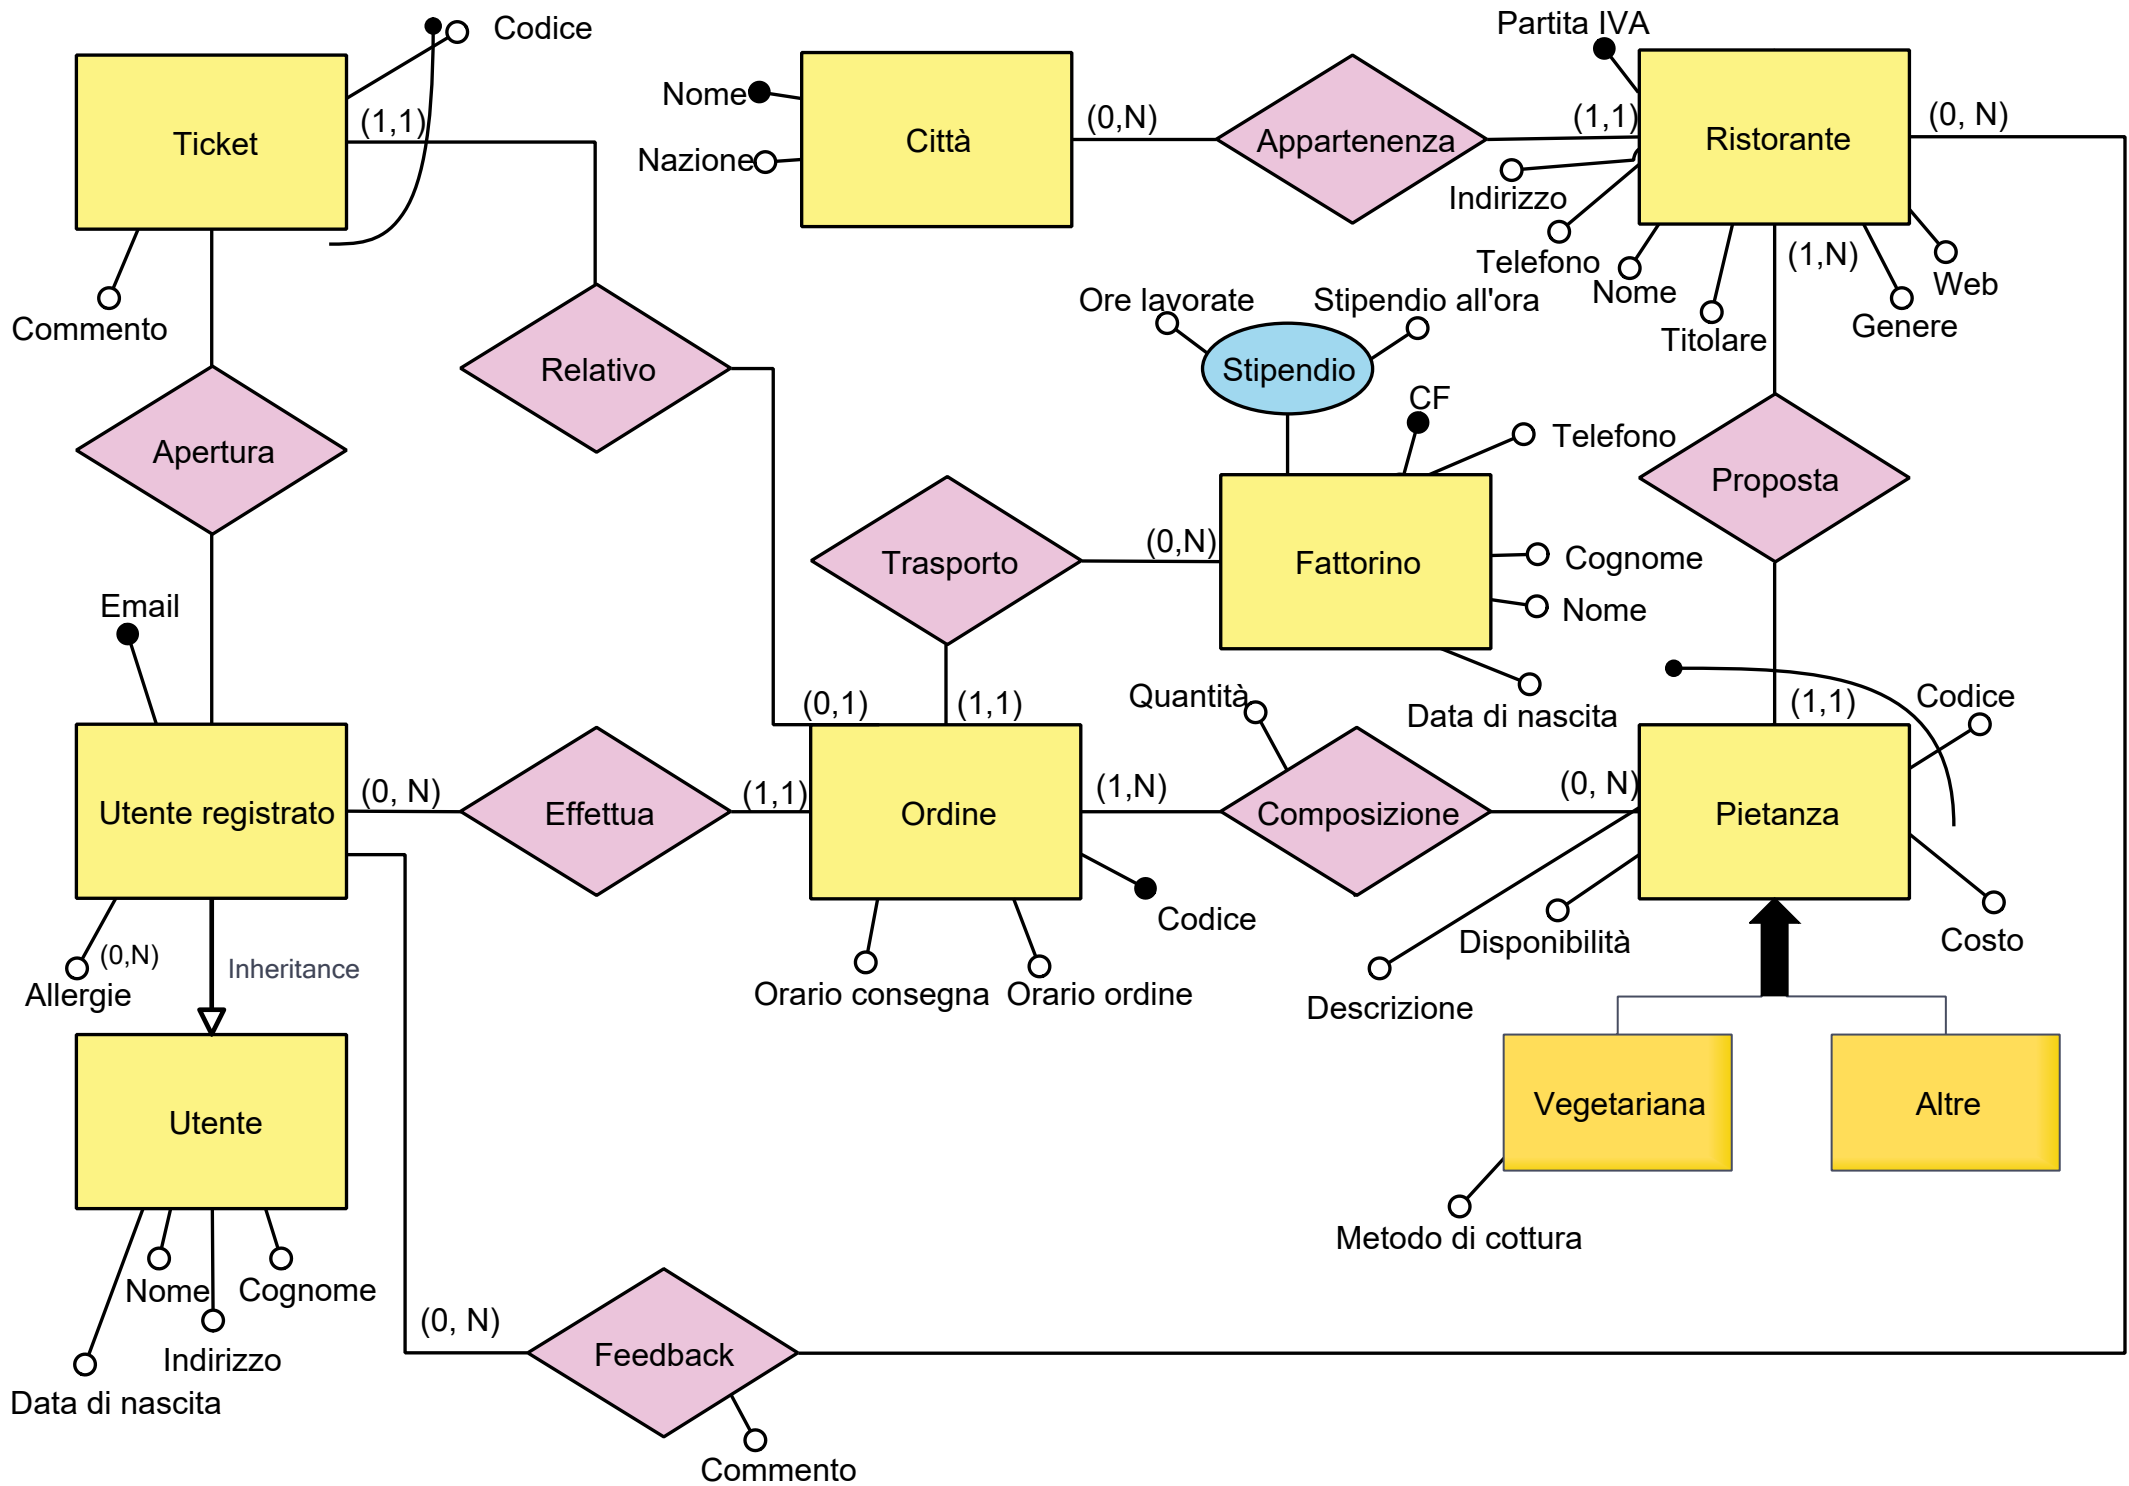 Codice
Partita IVA
Nome
(1,1)
Ticket
Città
(0,N)
Appartenenza
(1,1)
Ristorante
(0, N)
Nazione
Indirizzo
Telefono
(1,N)
Nome
Web
Titolare
Genere
Commento
Ore lavorate
Stipendio all'ora
Relativo
Stipendio
CF
Telefono
Apertura
Proposta
Trasporto
(0,N)
Fattorino
Cognome
Nome
Email
Data di nascita
Quantità
(0,1)
(1,1)
(1,1)
Codice
Utente registrato
(0, N)
Effettua
(1,1)
Ordine
(1,N)
Composizione
(0, N)
Pietanza
Codice
Disponibilità
Costo
(0,N)
Allergie
Inheritance
Orario consegna
Orario ordine
Descrizione
Utente
Vegetariana
Altre
Metodo di cottura
Nome
Cognome
Indirizzo
Data di nascita
(0, N)
Feedback
Commento